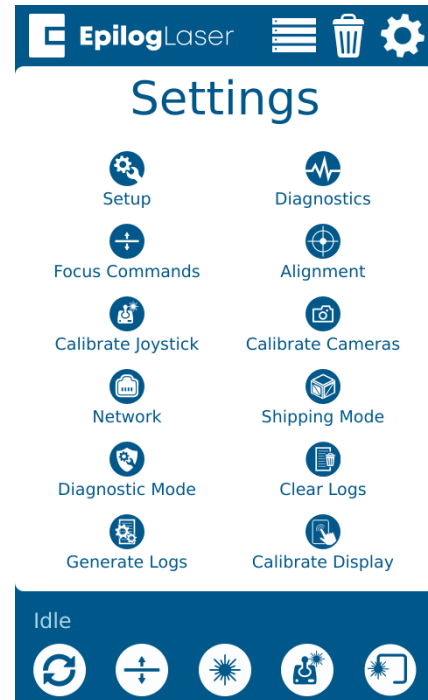 EpilogLaser
Settings
Setup
Diagnostics
Focus Commands
Alignment
Calibrate Joystick
Calibrate Cameras
Network
Shipping Mode
Diagnostic Mode
Clear Logs
Generate Logs
Calibrate Display
Idle